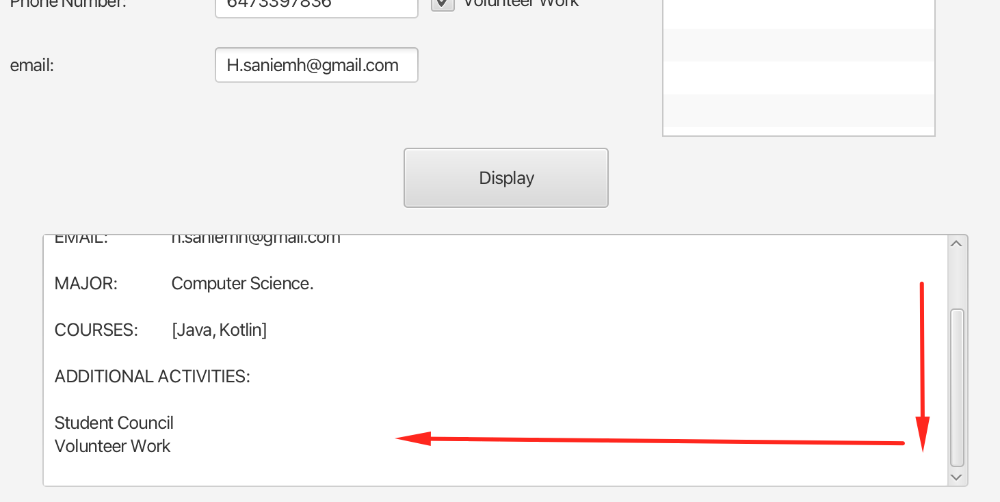 Phone Number:
6473397836
Volunteer Work
email:
H.saniemh@gmail.com
Display
EMAIL: h.saniemh@gmail.com
MAJOR: Computer Science.
COURSES: [Java, Kotlin]
ADDITIONAL ACTIVITIES:
Student Council
Volunteer Work